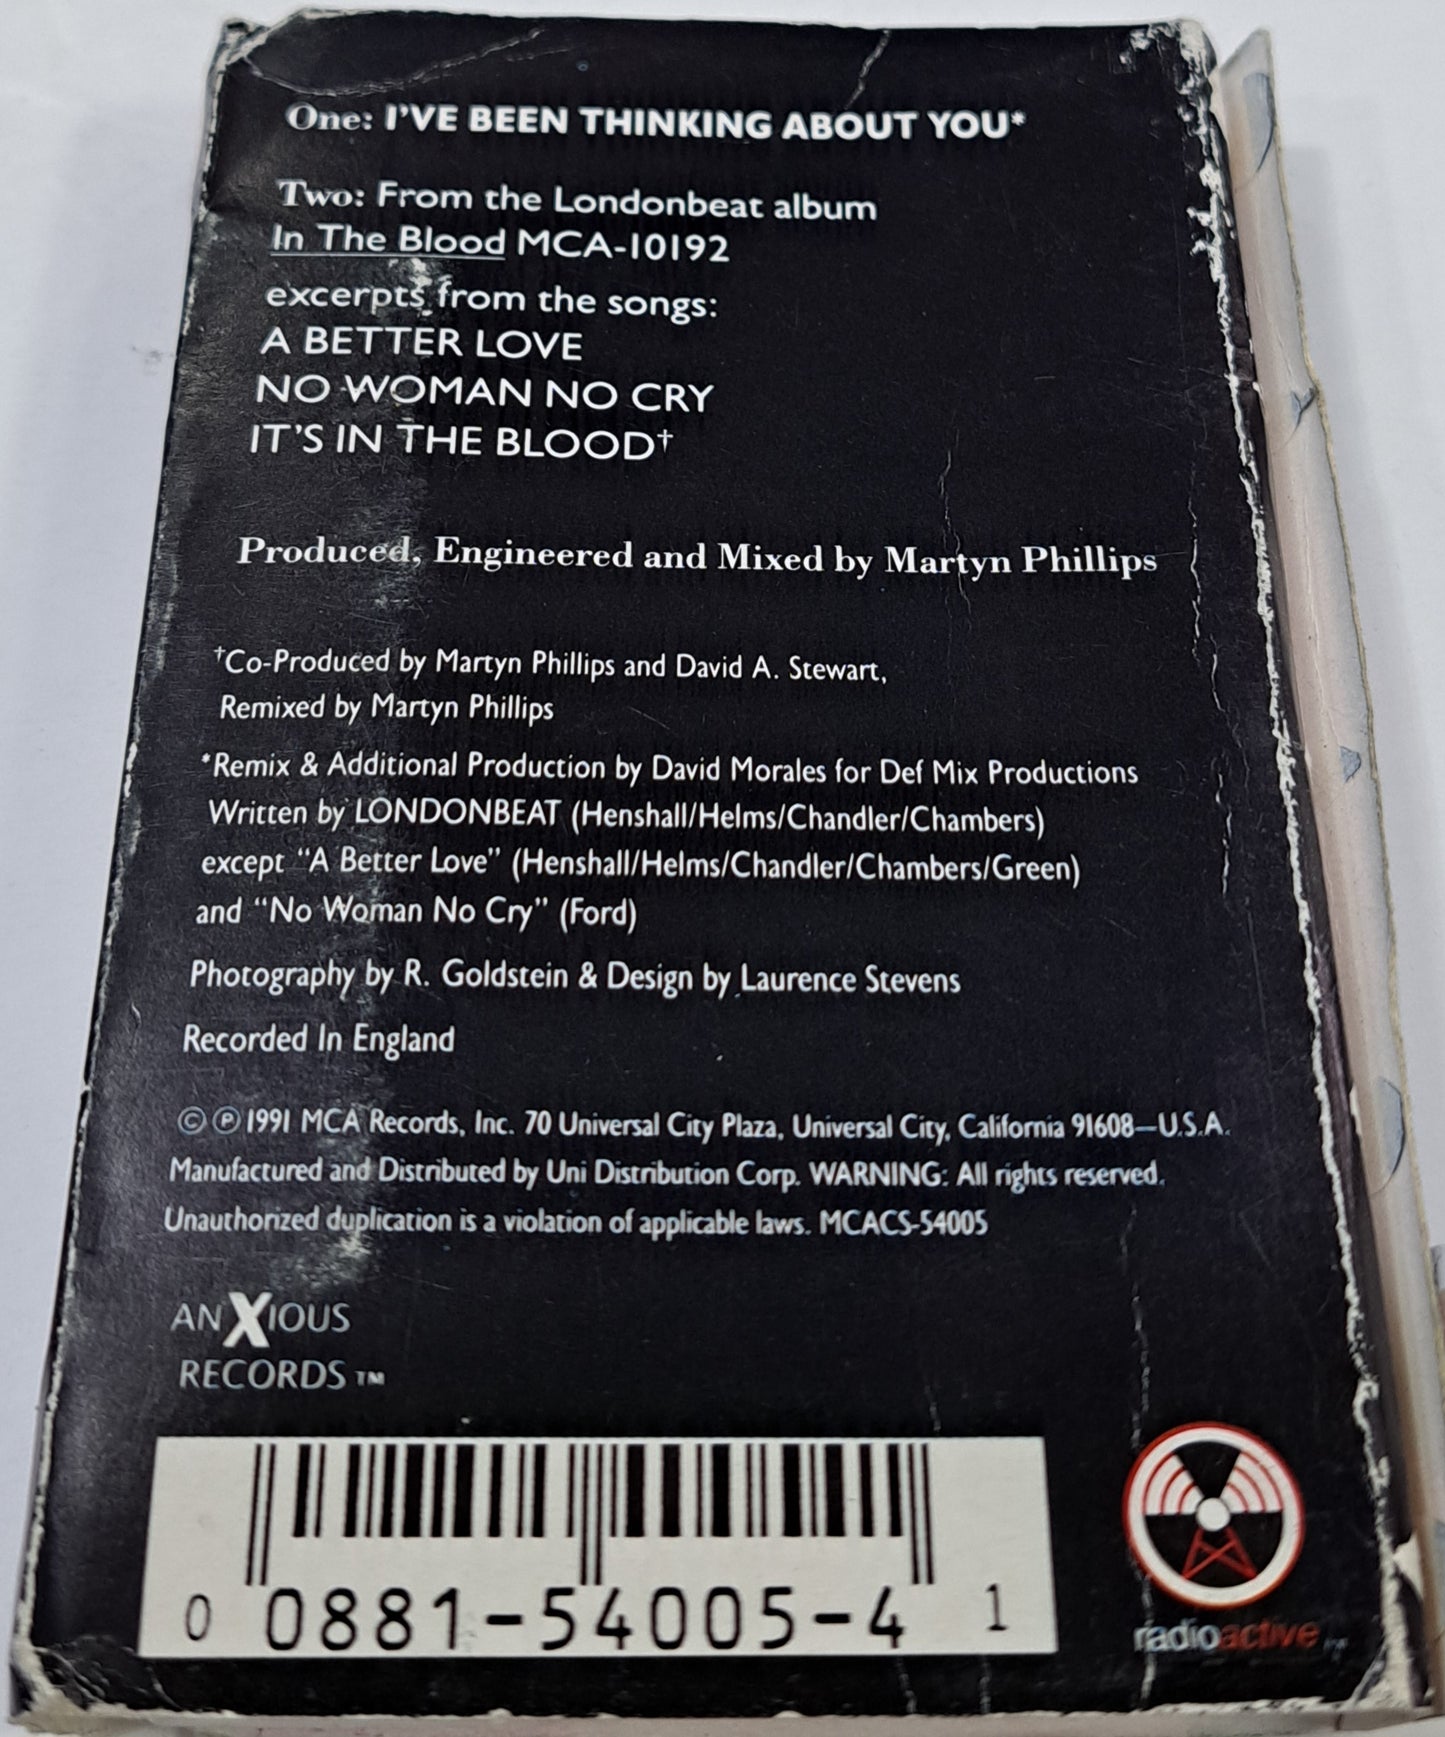 One: I'VE BEEN THINKING ABOUT YOU*
Two: From the Londonbeat album
In The Blood MCA-10192
excerpts from the songs:
A BETTER LOVE
NO WOMAN NO CRY
IT'S IN THE BLOOD†
Produced, Engineered and Mixed by Martyn Phillips
†Co-Produced by Martyn Phillips and David A. Stewart,
Remixed by Martyn Phillips
*Remix & Additional Production by David Morales for Def Mix Productions
Written by LONDONBEAT (Henshall/Helms/Chandler/Chambers)
except "A Better Love" (Henshall/Helms/Chandler/Chambers/Green)
and "No Woman No Cry" (Ford)
Photography by R. Goldstein & Design by Laurence Stevens
Recorded In England
© ℗ 1991 MCA Records, Inc. 70 Universal City Plaza, Universal City, California 91608—U.S.A.
Manufactured and Distributed by Uni Distribution Corp. WARNING: All rights reserved.
Unauthorized duplication is a violation of applicable laws. MCACS-54005
ANXIOUS
RECORDS™
0 0881-54005-4 1
radioactive™